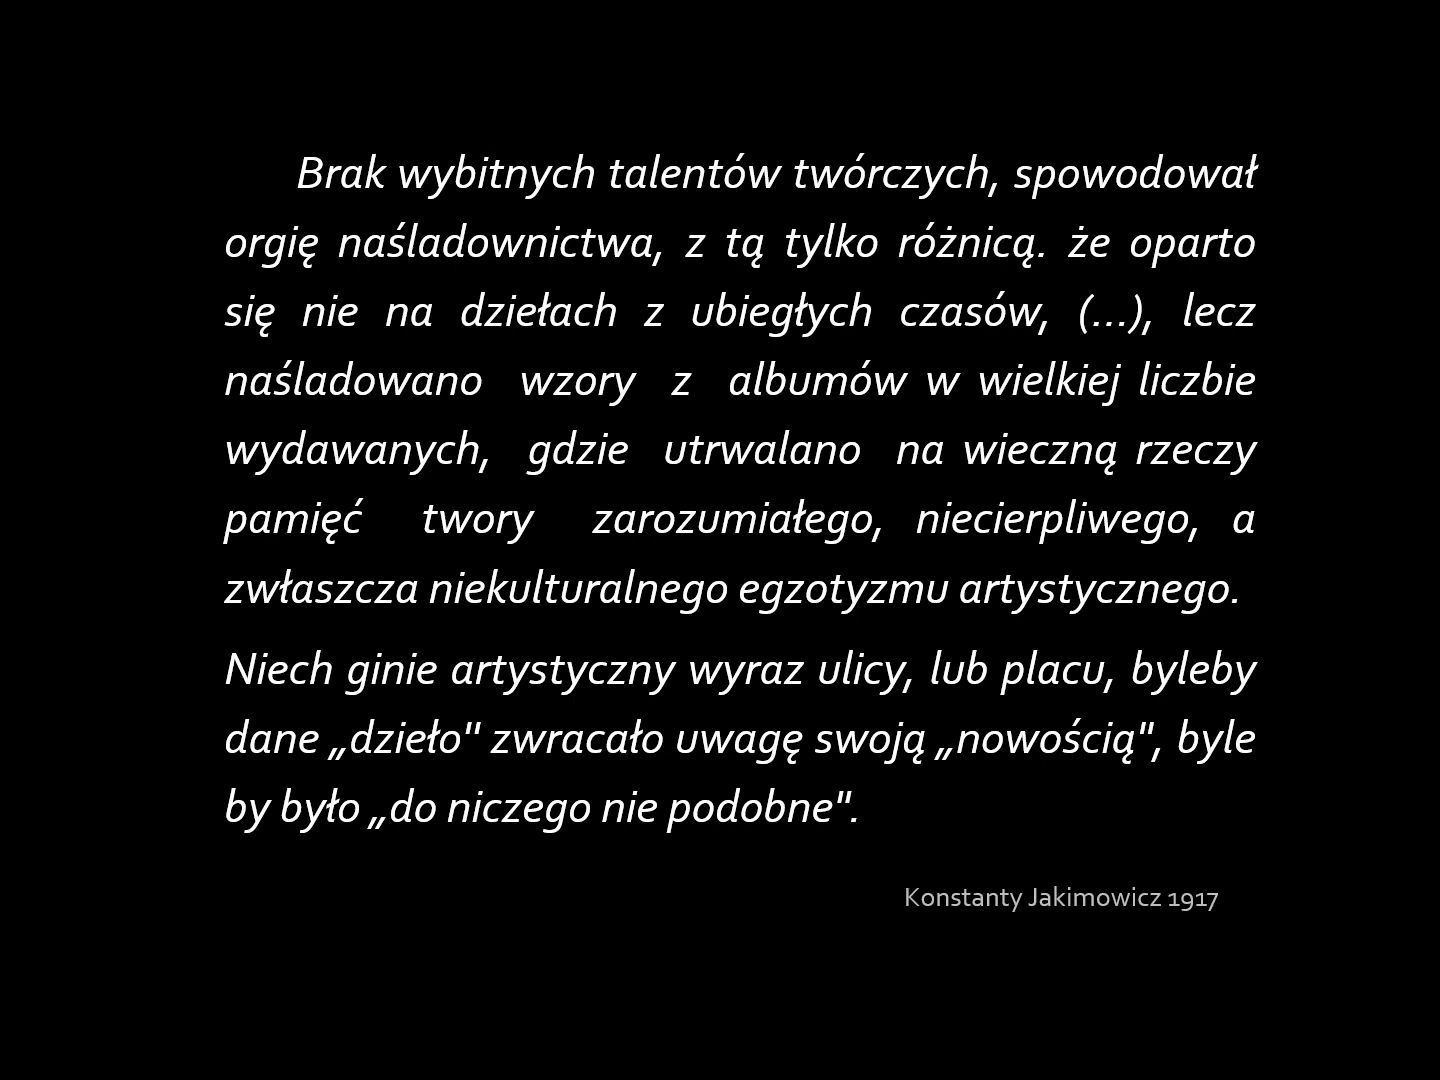 Brak wybitnych talentów twórczych, spowodował
orgię naśladownictwa, z tą tylko różnicą. że oparto
się nie na dziełach z ubiegłych czasów, (...), lecz
naśladowano wzory z albumów w wielkiej liczbie
wydawanych, gdzie utrwalano na wieczną rzeczy
pamięć twory zarozumiałego, niecierpliwego, a
zwłaszcza niekulturalnego egzotyzmu artystycznego.
Niech ginie artystyczny wyraz ulicy, lub placu, byleby
dane „dzieło" zwracało uwagę swoją „nowością", byle
by było „do niczego nie podobne".
Konstanty Jakimowicz 1917